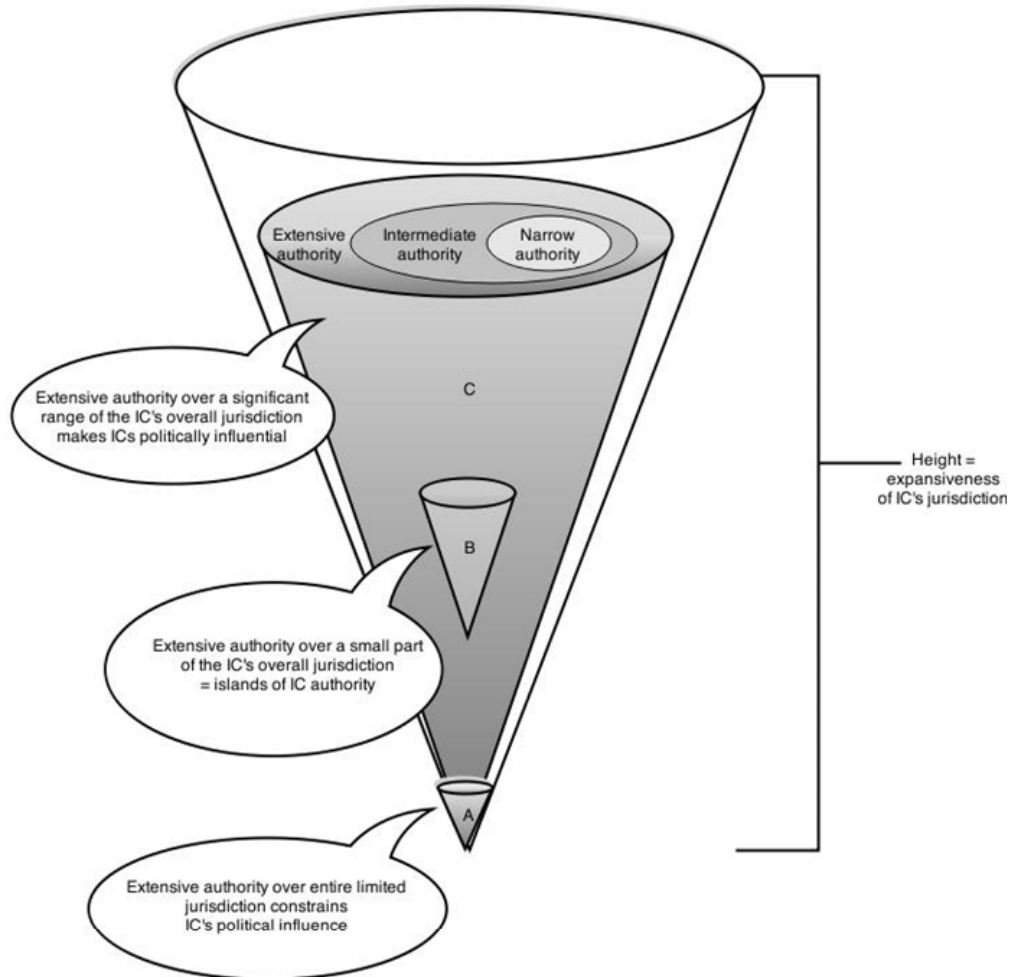 Extensive
authority
Intermediate
authority
Narrow
authority
C
Extensive authority over a significant
range of the IC's overall jurisdiction
makes ICs politically influential
Height =
expansiveness
of IC's jurisdiction
B
Extensive authority over a small part
of the IC's overall jurisdiction
= islands of IC authority
A
Extensive authority over entire limited
jurisdiction constrains
IC's political influence